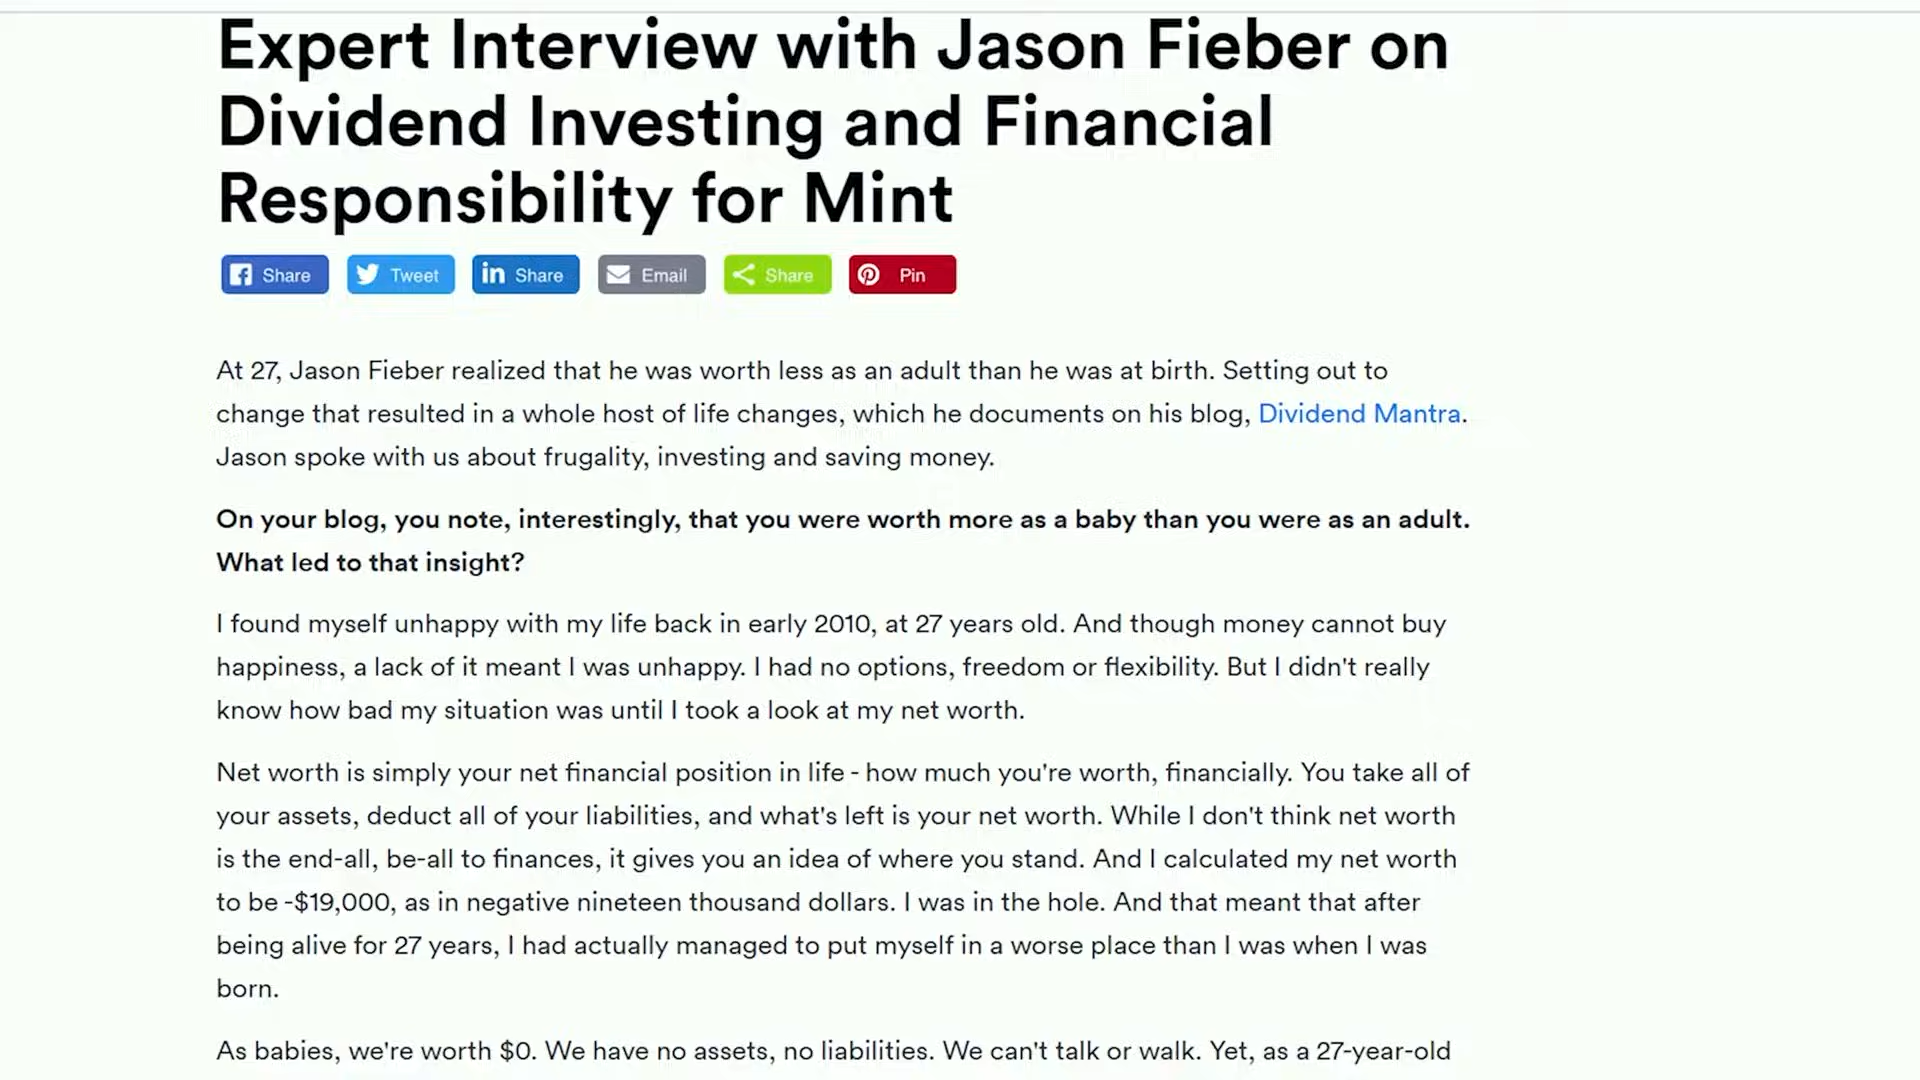 Expert Interview with Jason Fieber on
Dividend Investing and Financial
Responsibility for Mint
Share Tweet Share Email Share Pin
At 27, Jason Fieber realized that he was worth less as an adult than he was at birth. Setting out to
change that resulted in a whole host of life changes, which he documents on his blog, Dividend Mantra.
Jason spoke with us about frugality, investing and saving money.
On your blog, you note, interestingly, that you were worth more as a baby than you were as an adult.
What led to that insight?
I found myself unhappy with my life back in early 2010, at 27 years old. And though money cannot buy
happiness, a lack of it meant I was unhappy. I had no options, freedom or flexibility. But I didn't really
know how bad my situation was until I took a look at my net worth.
Net worth is simply your net financial position in life - how much you're worth, financially. You take all of
your assets, deduct all of your liabilities, and what's left is your net worth. While I don't think net worth
is the end-all, be-all to finances, it gives you an idea of where you stand. And I calculated my net worth
to be -$19,000, as in negative nineteen thousand dollars. I was in the hole. And that meant that after
being alive for 27 years, I had actually managed to put myself in a worse place than I was when I was
born.
As babies, we're worth $0. We have no assets, no liabilities. We can't talk or walk. Yet, as a 27-year-old